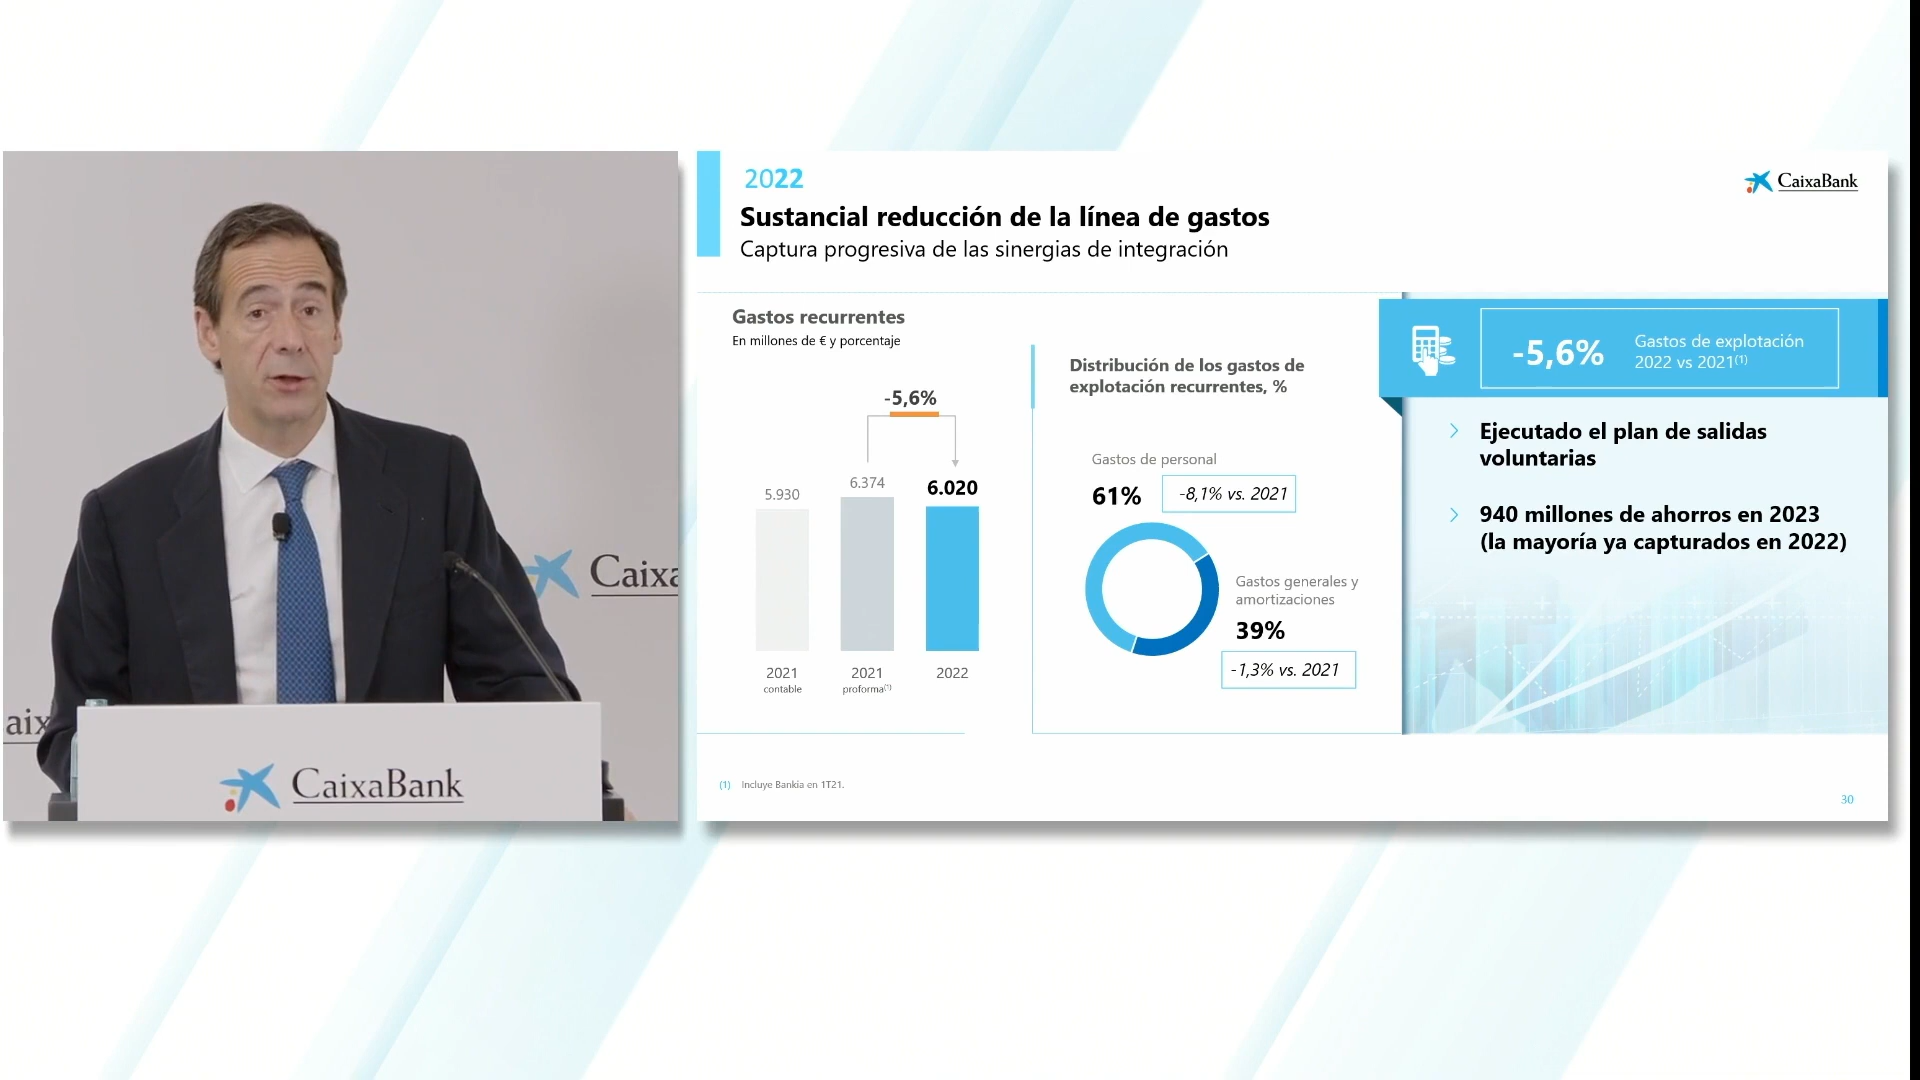 2022
CaixaBank
Sustancial reducción de la línea de gastos
Captura progresiva de las sinergias de integración
Gastos recurrentes
En millones de € y porcentaje
-5,6%
5.930
6.374
6.020
2021
contable
2021
proforma(1)
2022
Distribución de los gastos de
explotación recurrentes, %
Gastos de personal
61%
-8,1% vs. 2021
Gastos generales y
amortizaciones
39%
-1,3% vs. 2021
-5,6%
Gastos de explotación
2022 vs 2021(1)
Ejecutado el plan de salidas
voluntarias
940 millones de ahorros en 2023
(la mayoría ya capturados en 2022)
(1) Incluye Bankia en 1T21.
30
Caixa
aix
CaixaBank